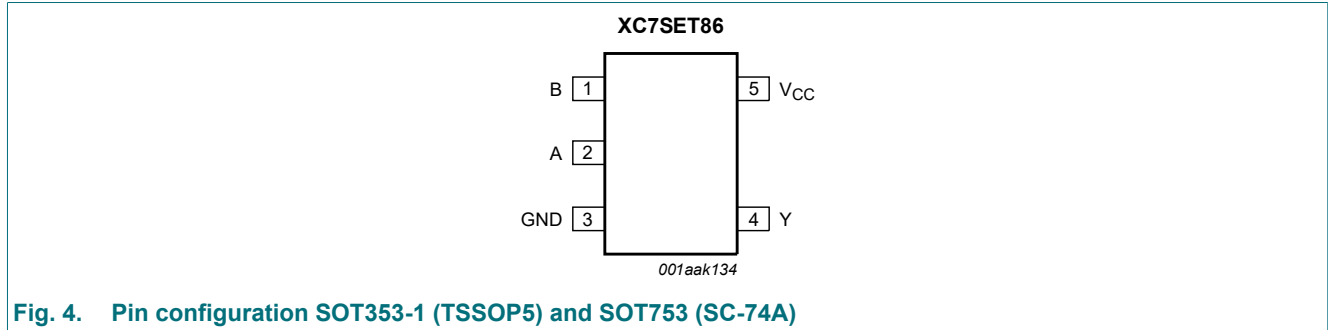 XC7SET86
B 1 5 VCC
A 2
GND 3 4 Y
001aak134
Fig. 4. Pin configuration SOT353-1 (TSSOP5) and SOT753 (SC-74A)